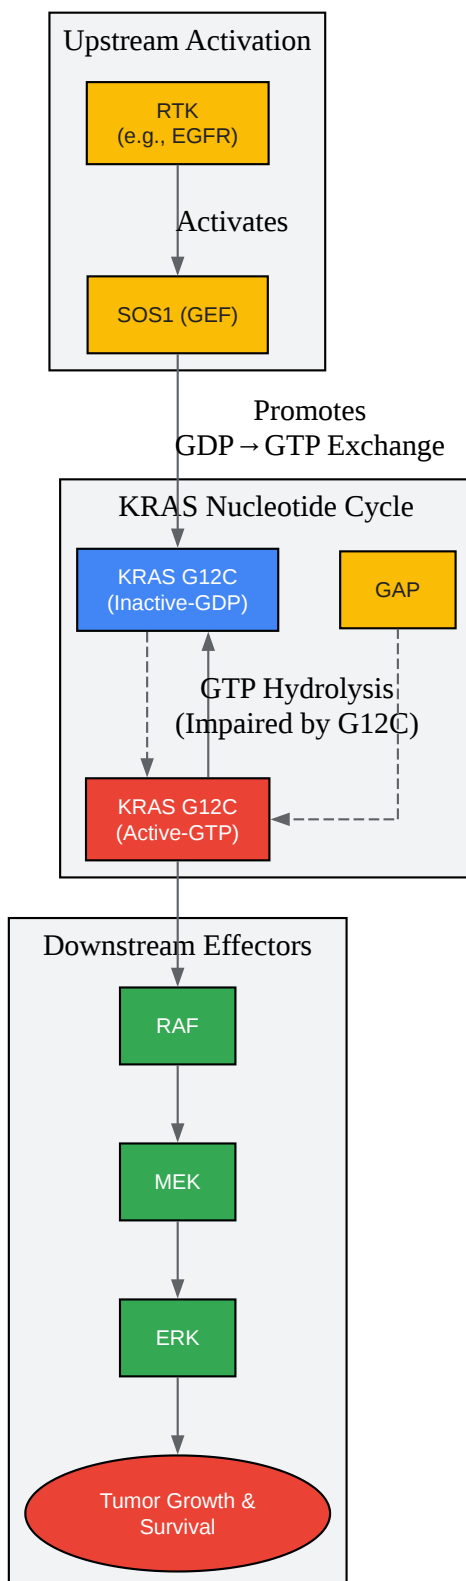 Upstream Activation
RTK
(e.g., EGFR)
Activates
SOS1 (GEF)
Promotes
GDP→GTP Exchange
KRAS Nucleotide Cycle
KRAS G12C
(Inactive-GDP)
GAP
GTP Hydrolysis
(Impaired by G12C)
KRAS G12C
(Active-GTP)
Downstream Effectors
RAF
MEK
ERK
Tumor Growth &
Survival